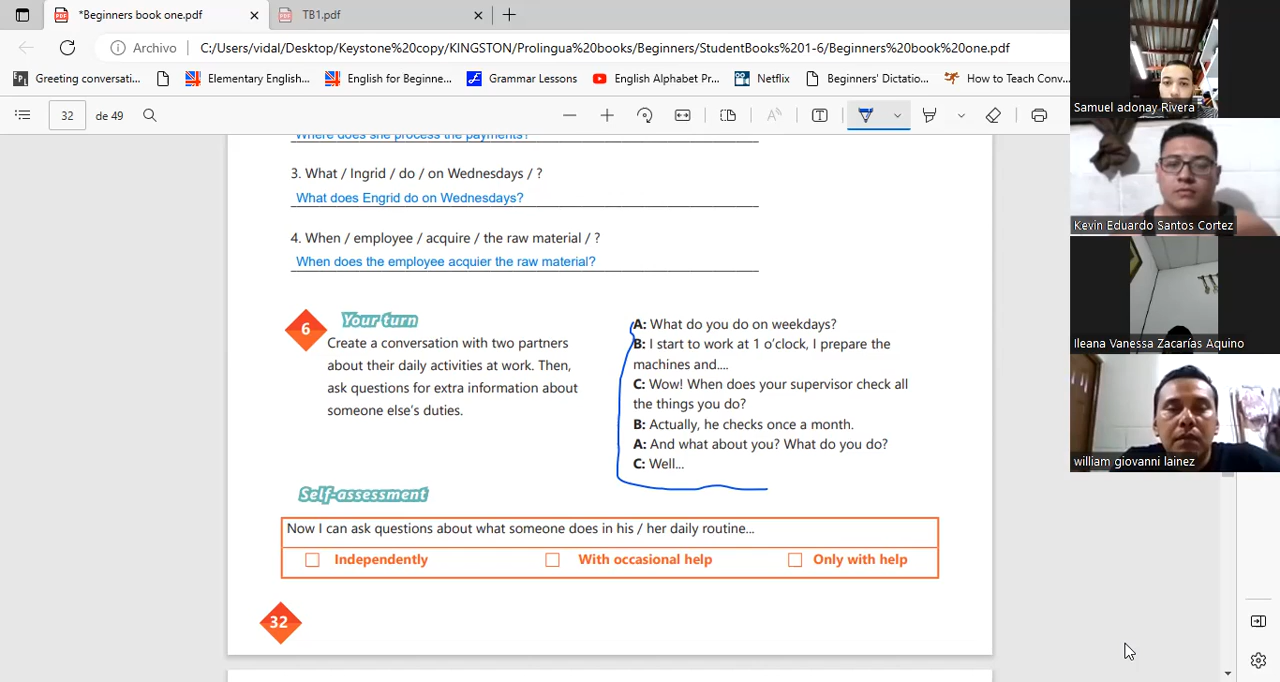 *Beginners book one.pdf
TB1.pdf
Archivo
C:/Users/vidal/Desktop/Keystone%20copy/KINGSTON/Prolingua%20books/Beginners/StudentBooks%201-6/Beginners%20book%20one.pdf
Greeting conversati...
Elementary English...
English for Beginne...
Grammar Lessons
English Alphabet Pr...
Netflix
Beginners' Dictatio...
How to Teach Conv...
32 de 49
Where does she process the payments?
3. What / Ingrid / do / on Wednesdays / ?
What does Engrid do on Wednesdays?
4. When / employee / acquire / the raw material / ?
When does the employee acquier the raw material?
6
Your turn
Create a conversation with two partners
about their daily activities at work. Then,
ask questions for extra information about
someone else's duties.
A: What do you do on weekdays?
B: I start to work at 1 o'clock, I prepare the
machines and....
C: Wow! When does your supervisor check all
the things you do?
B: Actually, he checks once a month.
A: And what about you? What do you do?
C: Well...
Self-assessment
Now I can ask questions about what someone does in his / her daily routine...
Independently
With occasional help
Only with help
32
Samuel adonay Rivera
Kevin Eduardo Santos Cortez
Ileana Vanessa Zacarías Aquino
william giovanni lainez